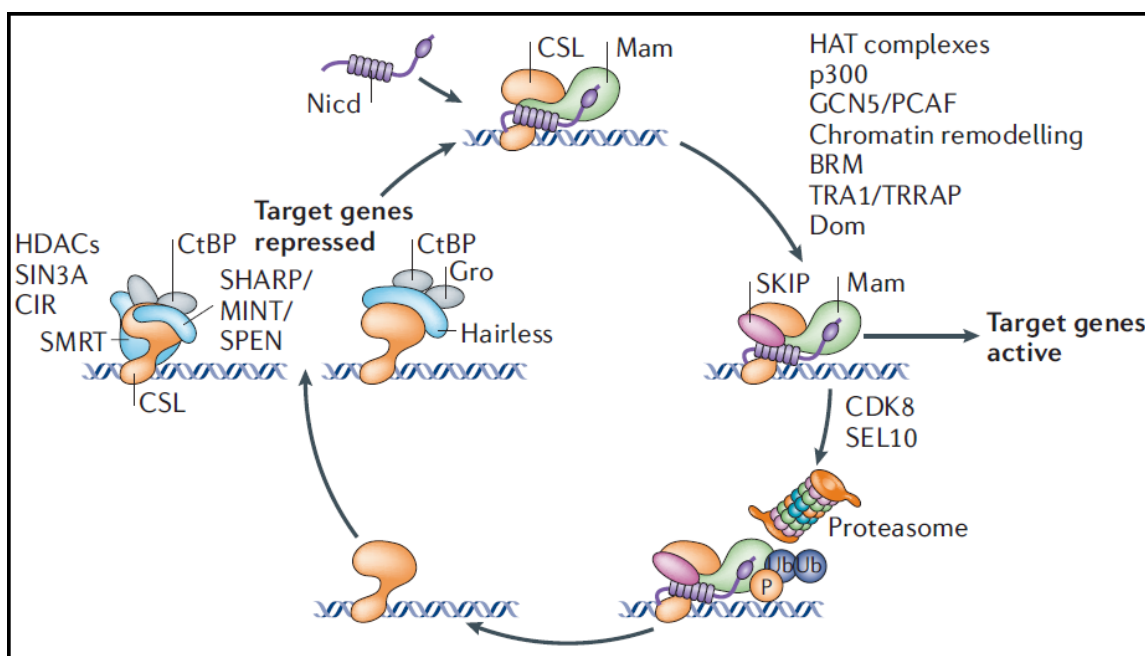 Nicd
CSL
Mam
HAT complexes
p300
GCN5/PCAF
Chromatin remodelling
BRM
TRA1/TRRAP
Dom
Target genes
repressed
HDACs
SIN3A
CIR
CtBP
SMRT
SHARP/
MINT/
SPEN
CSL
CtBP
Gro
Hairless
SKIP
Mam
Target genes
active
CDK8
SEL10
Proteasome
Ub
Ub
P